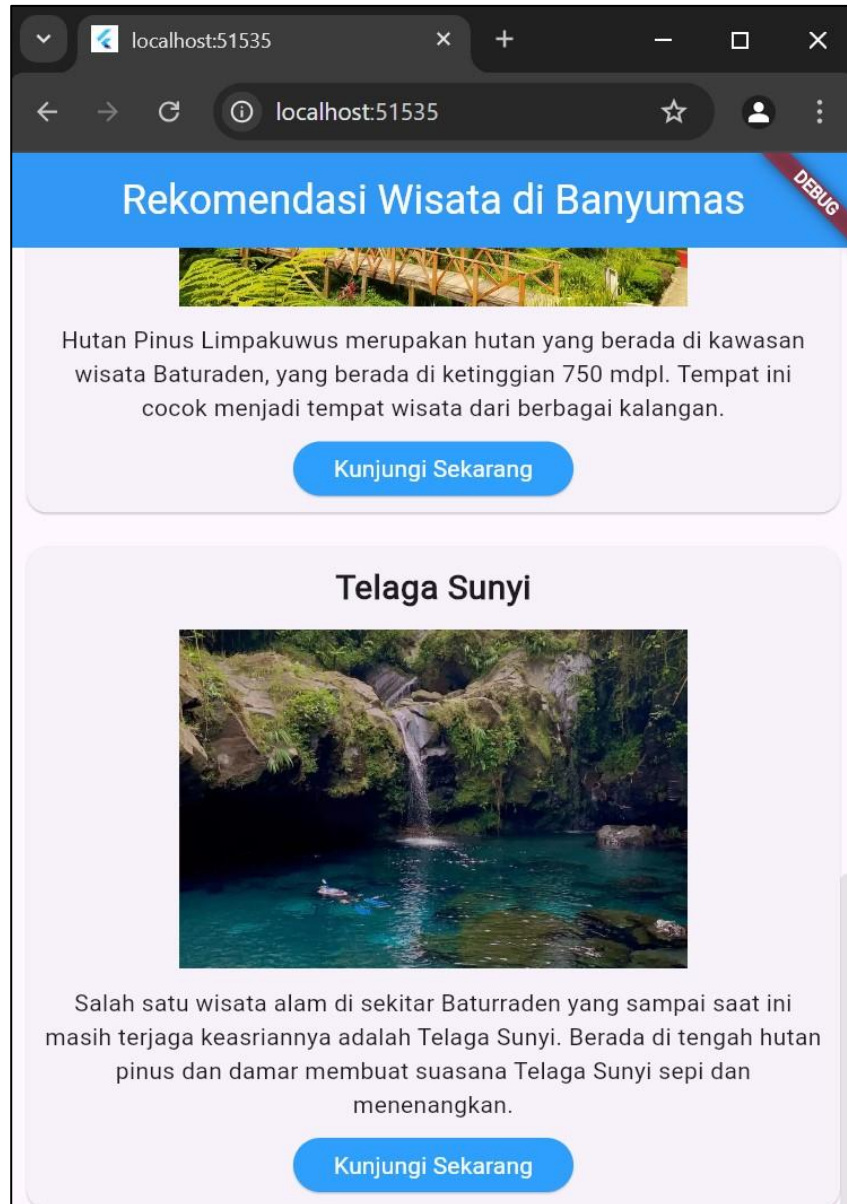 localhost:51535
localhost:51535
Rekomendasi Wisata di Banyumas
DEBUG
Hutan Pinus Limpakuwus merupakan hutan yang berada di kawasan
wisata Baturaden, yang berada di ketinggian 750 mdpl. Tempat ini
cocok menjadi tempat wisata dari berbagai kalangan.
Kunjungi Sekarang
Telaga Sunyi
Salah satu wisata alam di sekitar Baturraden yang sampai saat ini
masih terjaga keasriannya adalah Telaga Sunyi. Berada di tengah hutan
pinus dan damar membuat suasana Telaga Sunyi sepi dan
menenangkan.
Kunjungi Sekarang